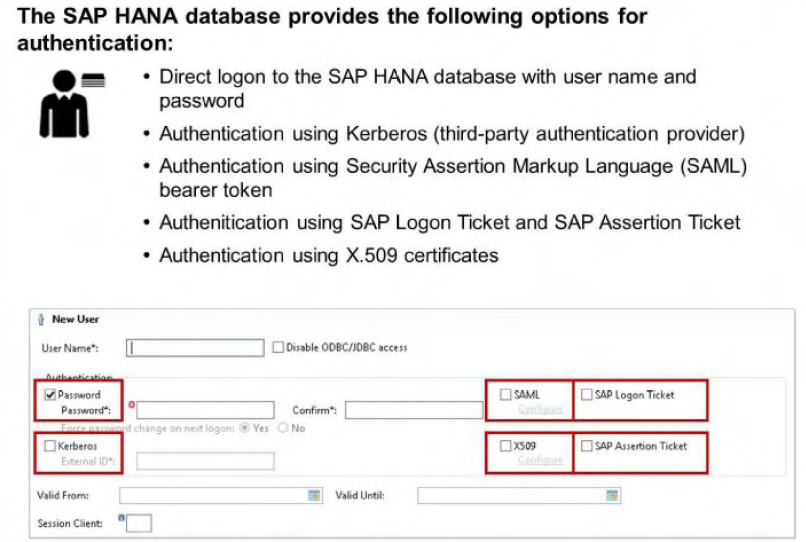 The SAP HANA database provides the following options for
authentication:
• Direct logon to the SAP HANA database with user name and
password
• Authentication using Kerberos (third-party authentication provider)
• Authentication using Security Assertion Markup Language (SAML)
bearer token
• Authenitication using SAP Logon Ticket and SAP Assertion Ticket
• Authentication using X.509 certificates
New User
User Name*: Disable ODBC/JDBC access
Authentication
Password SAML SAP Logon Ticket
Password*: Confirm*: Configure
Force password change on next logon: Yes No
Kerberos X509 SAP Assertion Ticket
External ID*: Configure
Valid From: Valid Until:
Session Client: